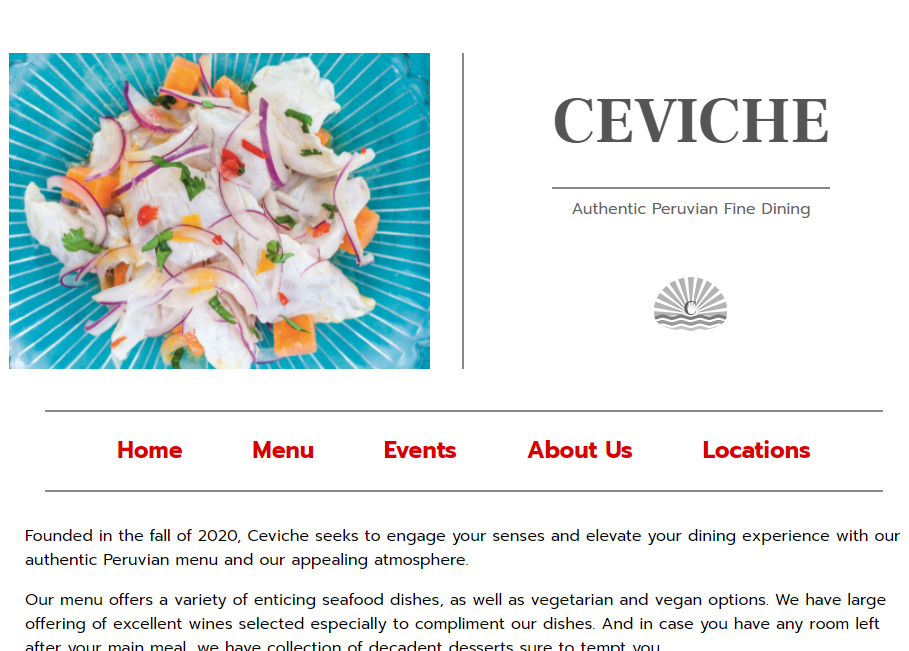 CEVICHE
Authentic Peruvian Fine Dining
C
Home Menu Events About Us Locations
Founded in the fall of 2020, Ceviche seeks to engage your senses and elevate your dining experience with our
authentic Peruvian menu and our appealing atmosphere.
Our menu offers a variety of enticing seafood dishes, as well as vegetarian and vegan options. We have large
offering of excellent wines selected especially to compliment our dishes. And in case you have any room left
after your main meal, we have collection of decadent desserts sure to tempt you.